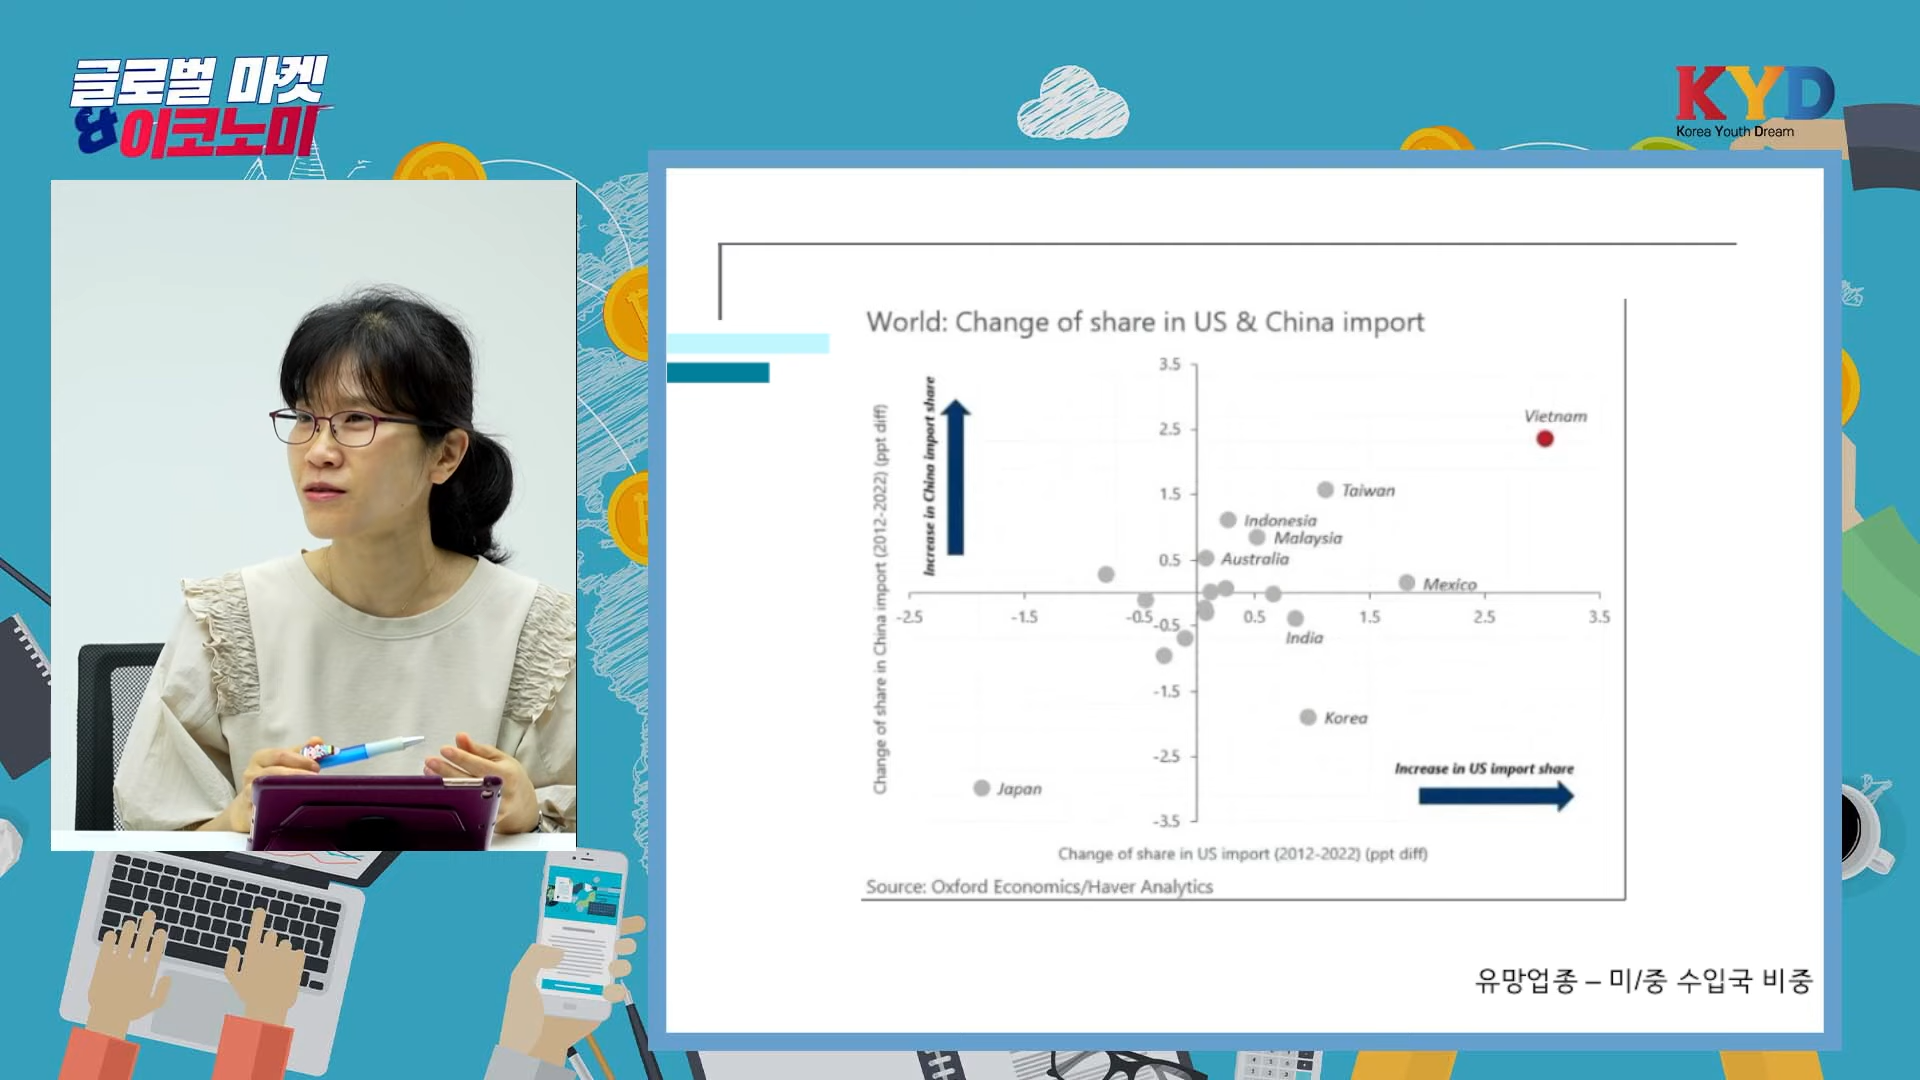 글로벌 마켓
&이코노미
KYD
Korea Youth Dream
World: Change of share in US & China import
Change of share in China import (2012-2022) (ppt diff)
Increase in China import share
3.5
2.5
1.5
0.5
-0.5
-1.5
-2.5
-3.5
Vietnam
Taiwan
Indonesia
Malaysia
Australia
Mexico
-2.5
-1.5
-0.5
0.5
1.5
2.5
3.5
India
Korea
Japan
Increase in US import share
Change of share in US import (2012-2022) (ppt diff)
Source: Oxford Economics/Haver Analytics
유망업종 – 미/중 수입국 비중